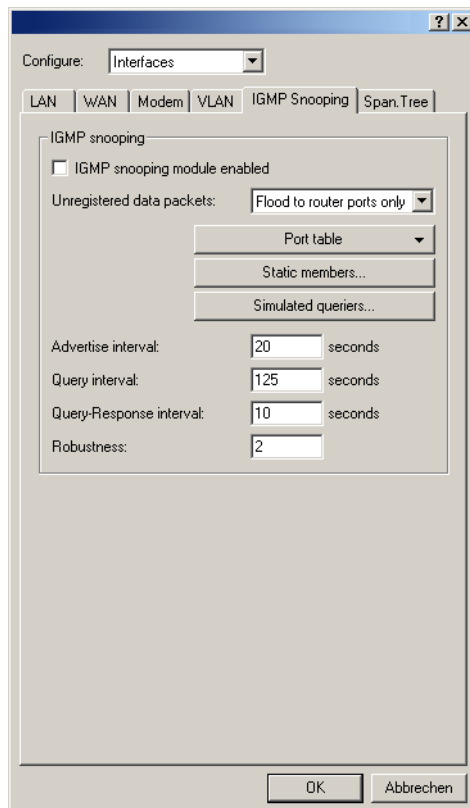 Configure: Interfaces
LAN WAN Modem VLAN IGMP Snooping Span.Tree
IGMP snooping
IGMP snooping module enabled
Unregistered data packets: Flood to router ports only
Port table
Static members...
Simulated queriers...
Advertise interval: 20 seconds
Query interval: 125 seconds
Query-Response interval: 10 seconds
Robustness: 2
OK Abbrechen